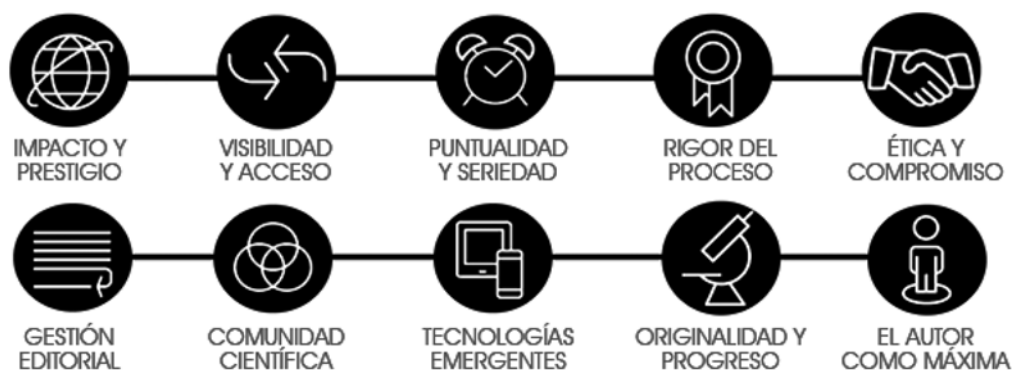 IMPACTO Y
PRESTIGIO
VISIBILIDAD
Y ACCESO
PUNTUALIDAD
Y SERIEDAD
RIGOR DEL
PROCESO
ÉTICA Y
COMPROMISO
GESTIÓN
EDITORIAL
COMUNIDAD
CIENTÍFICA
TECNOLOGÍAS
EMERGENTES
ORIGINALIDAD Y
PROGRESO
EL AUTOR
COMO MÁXIMA